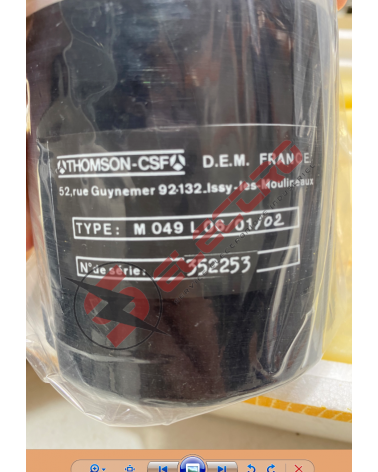 THOMSON-CSF D.E.M. FRANCE
52,rue Guynemer 92-132.Issy-les-Moulineaux
TYPE: M 049 L 06/01/02
N° de série: 352253